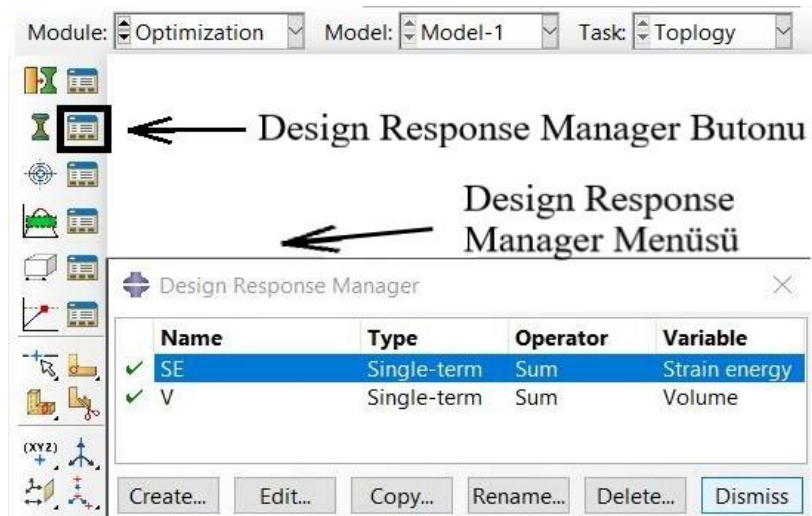 Module: Optimization Model: Model-1 Task: Toplogy
Design Response Manager Butonu
Design Response
Manager Menüsü
Design Response Manager
Name Type Operator Variable
SE Single-term Sum Strain energy
V Single-term Sum Volume
(XYZ)
Create... Edit... Copy... Rename... Delete... Dismiss